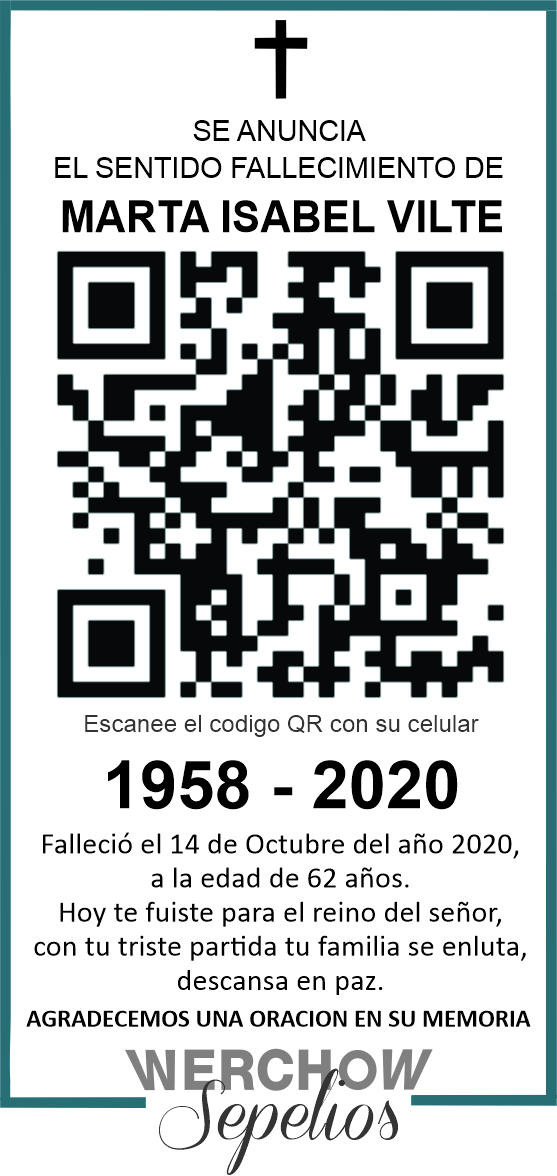 SE ANUNCIA
EL SENTIDO FALLECIMIENTO DE
MARTA ISABEL VILTE
Escanee el codigo QR con su celular
1958 - 2020
Falleció el 14 de Octubre del año 2020,
a la edad de 62 años.
Hoy te fuiste para el reino del señor,
con tu triste partida tu familia se enluta,
descansa en paz.
AGRADECEMOS UNA ORACION EN SU MEMORIA
WERCHOW
Sepelios